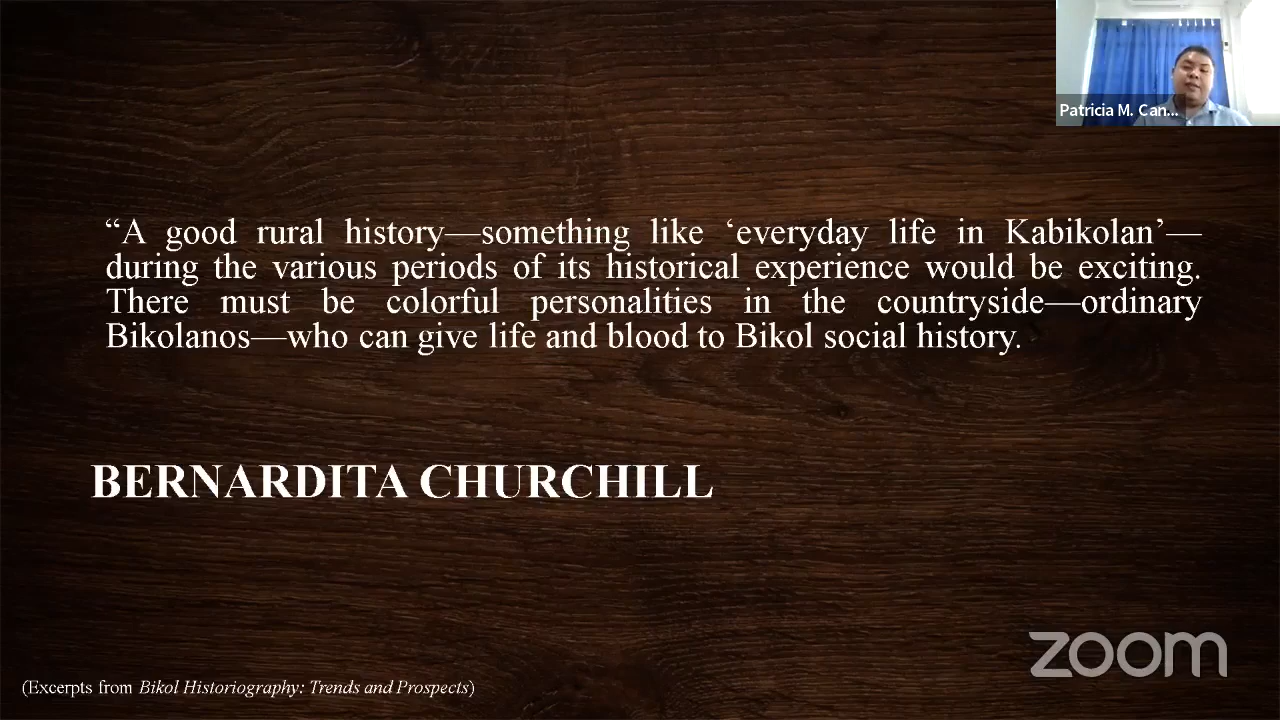 Patricia M. Can...
“A good rural history—something like ‘everyday life in Kabikolan’—
during the various periods of its historical experience would be exciting.
There must be colorful personalities in the countryside—ordinary
Bikolanos—who can give life and blood to Bikol social history.
BERNARDITA CHURCHILL
zoom
(Excerpts from Bikol Historiography: Trends and Prospects)